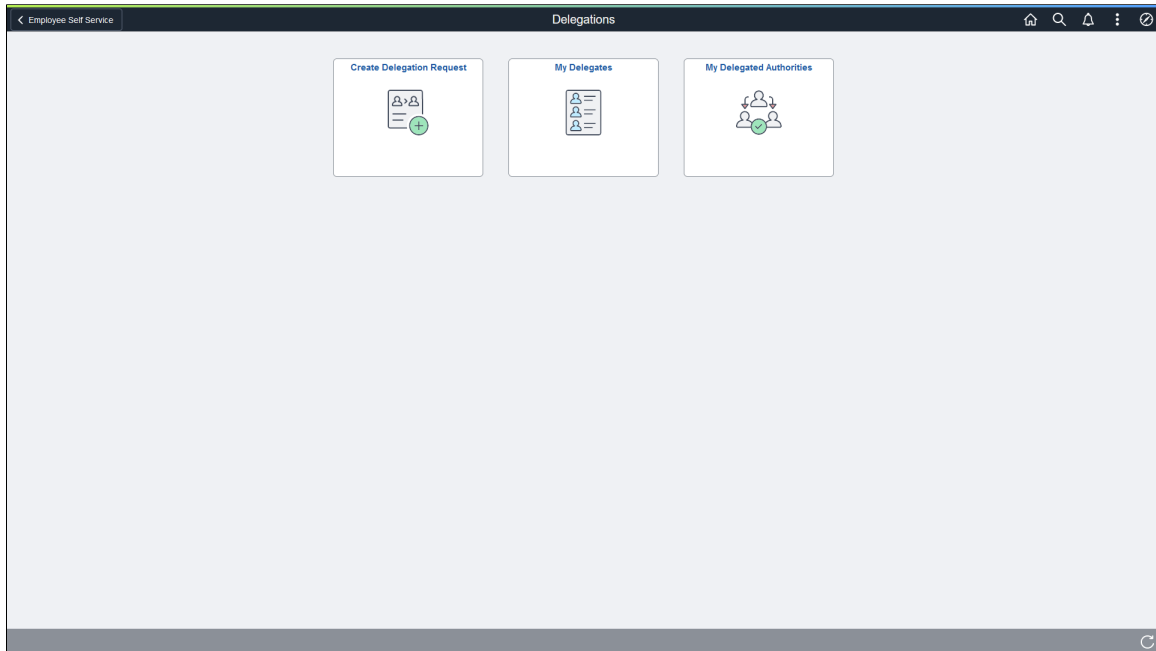 Employee Self Service
Delegations
Create Delegation Request
My Delegates
My Delegated Authorities